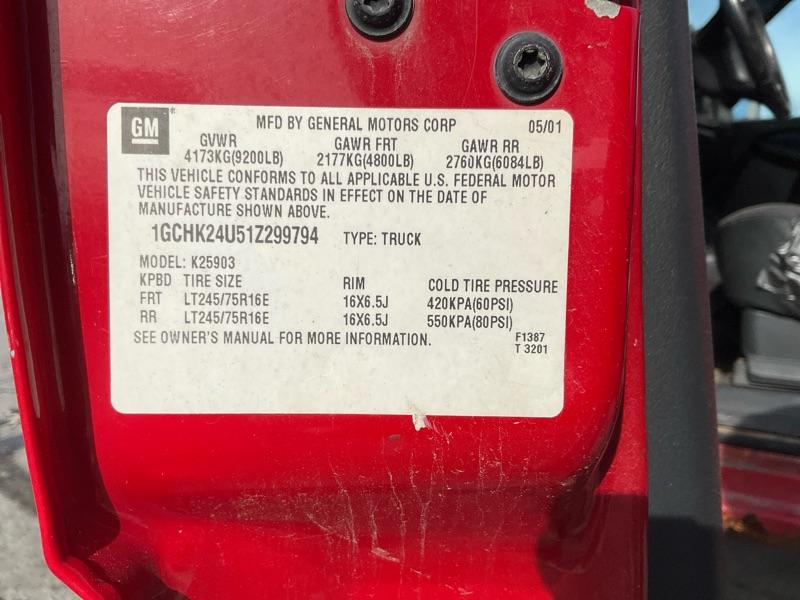 GM
MFD BY GENERAL MOTORS CORP 05/01
GVWR GAWR FRT GAWR RR
4173KG(9200LB) 2177KG(4800LB) 2760KG(6084LB)
THIS VEHICLE CONFORMS TO ALL APPLICABLE U.S. FEDERAL MOTOR
VEHICLE SAFETY STANDARDS IN EFFECT ON THE DATE OF
MANUFACTURE SHOWN ABOVE.
1GCHK24U51Z299794 TYPE: TRUCK
MODEL: K25903
KPBD TIRE SIZE RIM COLD TIRE PRESSURE
FRT LT245/75R16E 16X6.5J 420KPA(60PSI)
RR LT245/75R16E 16X6.5J 550KPA(80PSI)
SEE OWNER'S MANUAL FOR MORE INFORMATION. F1387
T 3201